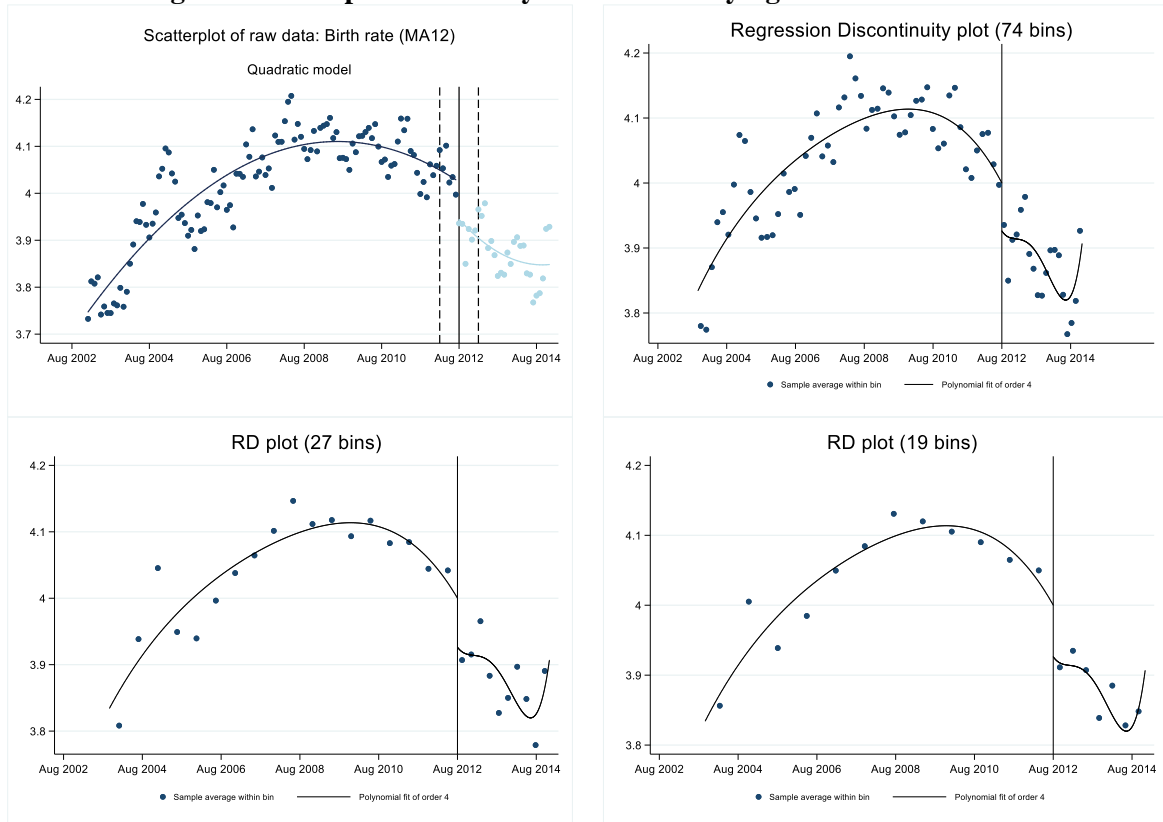 Scatterplot of raw data: Birth rate (MA12)
Quadratic model
4.2
4.1
4
3.9
3.8
3.7
Aug 2002 Aug 2004 Aug 2006 Aug 2008 Aug 2010 Aug 2012 Aug 2014
Regression Discontinuity plot (74 bins)
4.2
4.1
4
3.9
3.8
Aug 2002 Aug 2004 Aug 2006 Aug 2008 Aug 2010 Aug 2012 Aug 2014
Sample average within bin Polynomial fit of order 4
RD plot (27 bins)
4.2
4.1
4
3.9
3.8
Aug 2002 Aug 2004 Aug 2006 Aug 2008 Aug 2010 Aug 2012 Aug 2014
Sample average within bin Polynomial fit of order 4
RD plot (19 bins)
4.2
4.1
4
3.9
3.8
Aug 2002 Aug 2004 Aug 2006 Aug 2008 Aug 2010 Aug 2012 Aug 2014
Sample average within bin Polynomial fit of order 4